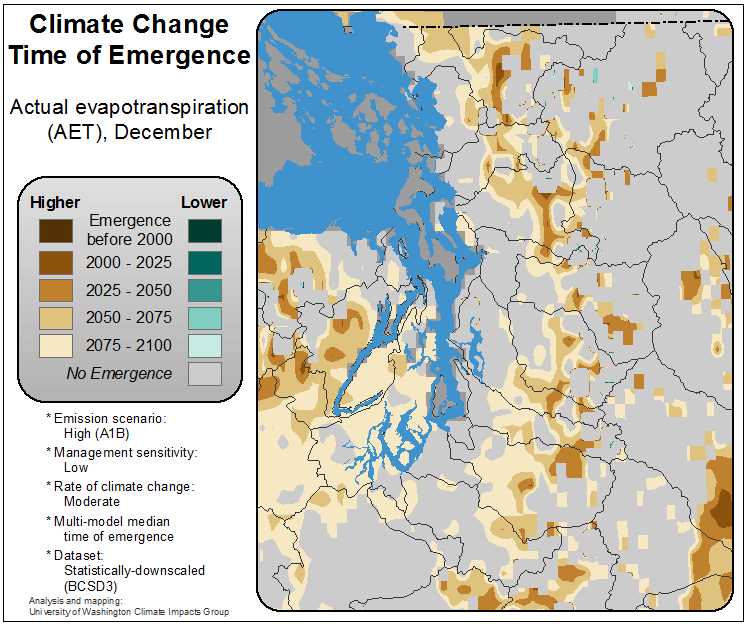 Climate Change
Time of Emergence
Actual evapotranspiration
(AET), December
Higher Lower
Emergence
before 2000
2000 - 2025
2025 - 2050
2050 - 2075
2075 - 2100
No Emergence
* Emission scenario:
High (A1B)
* Management sensitivity:
Low
* Rate of climate change:
Moderate
* Multi-model median
time of emergence
* Dataset:
Statistically-downscaled
(BCSD3)
Analysis and mapping:
University of Washington Climate Impacts Group